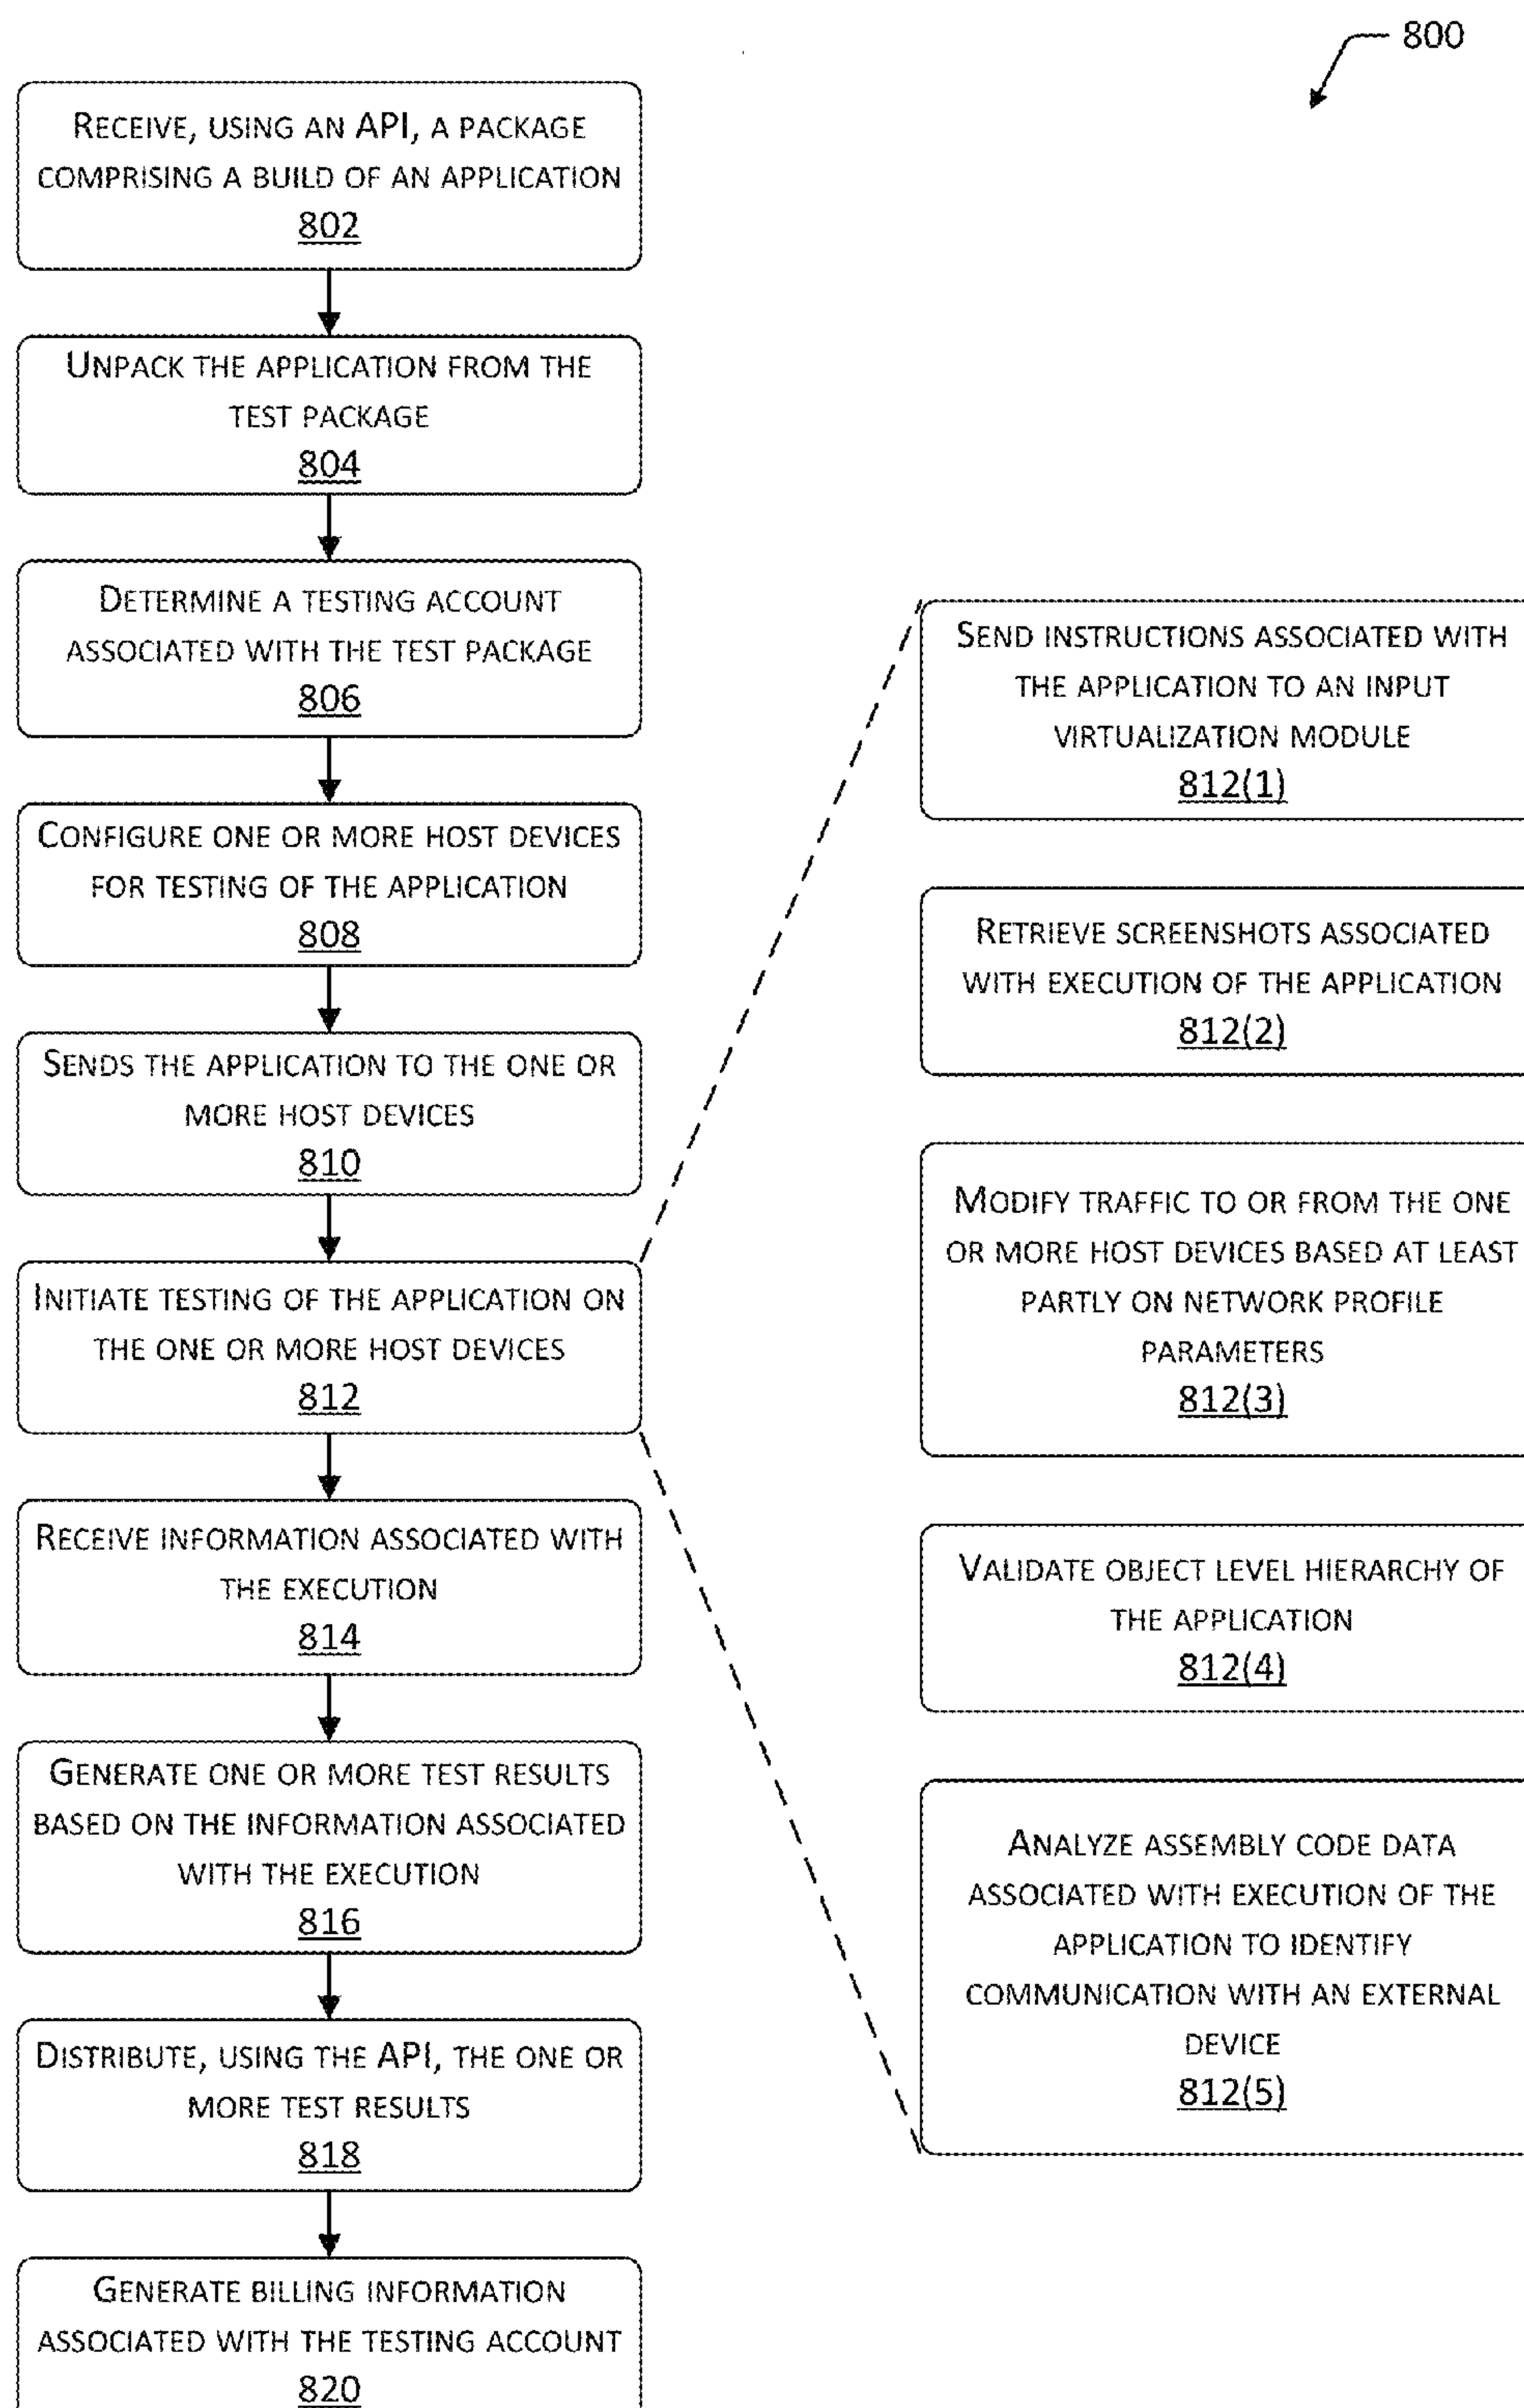 800
RECEIVE, USING AN API, A PACKAGE
COMPRISING A BUILD OF AN APPLICATION
802
UNPACK THE APPLICATION FROM THE
TEST PACKAGE
804
DETERMINE A TESTING ACCOUNT
ASSOCIATED WITH THE TEST PACKAGE
806
CONFIGURE ONE OR MORE HOST DEVICES
FOR TESTING OF THE APPLICATION
808
SENDS THE APPLICATION TO THE ONE OR
MORE HOST DEVICES
810
INITIATE TESTING OF THE APPLICATION ON
THE ONE OR MORE HOST DEVICES
812
RECEIVE INFORMATION ASSOCIATED WITH
THE EXECUTION
814
GENERATE ONE OR MORE TEST RESULTS
BASED ON THE INFORMATION ASSOCIATED
WITH THE EXECUTION
816
DISTRIBUTE, USING THE API, THE ONE OR
MORE TEST RESULTS
818
GENERATE BILLING INFORMATION
ASSOCIATED WITH THE TESTING ACCOUNT
820
SEND INSTRUCTIONS ASSOCIATED WITH
THE APPLICATION TO AN INPUT
VIRTUALIZATION MODULE
812(1)
RETRIEVE SCREENSHOTS ASSOCIATED
WITH EXECUTION OF THE APPLICATION
812(2)
MODIFY TRAFFIC TO OR FROM THE ONE
OR MORE HOST DEVICES BASED AT LEAST
PARTLY ON NETWORK PROFILE
PARAMETERS
812(3)
VALIDATE OBJECT LEVEL HIERARCHY OF
THE APPLICATION
812(4)
ANALYZE ASSEMBLY CODE DATA
ASSOCIATED WITH EXECUTION OF THE
APPLICATION TO IDENTIFY
COMMUNICATION WITH AN EXTERNAL
DEVICE
812(5)